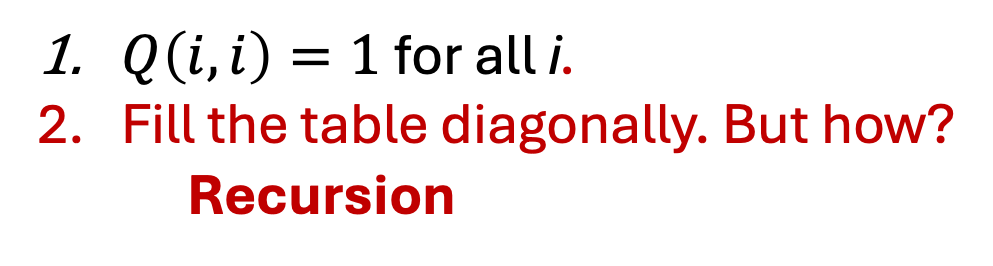 1. Q(i, i) = 1 for all i.
2. Fill the table diagonally. But how?
Recursion